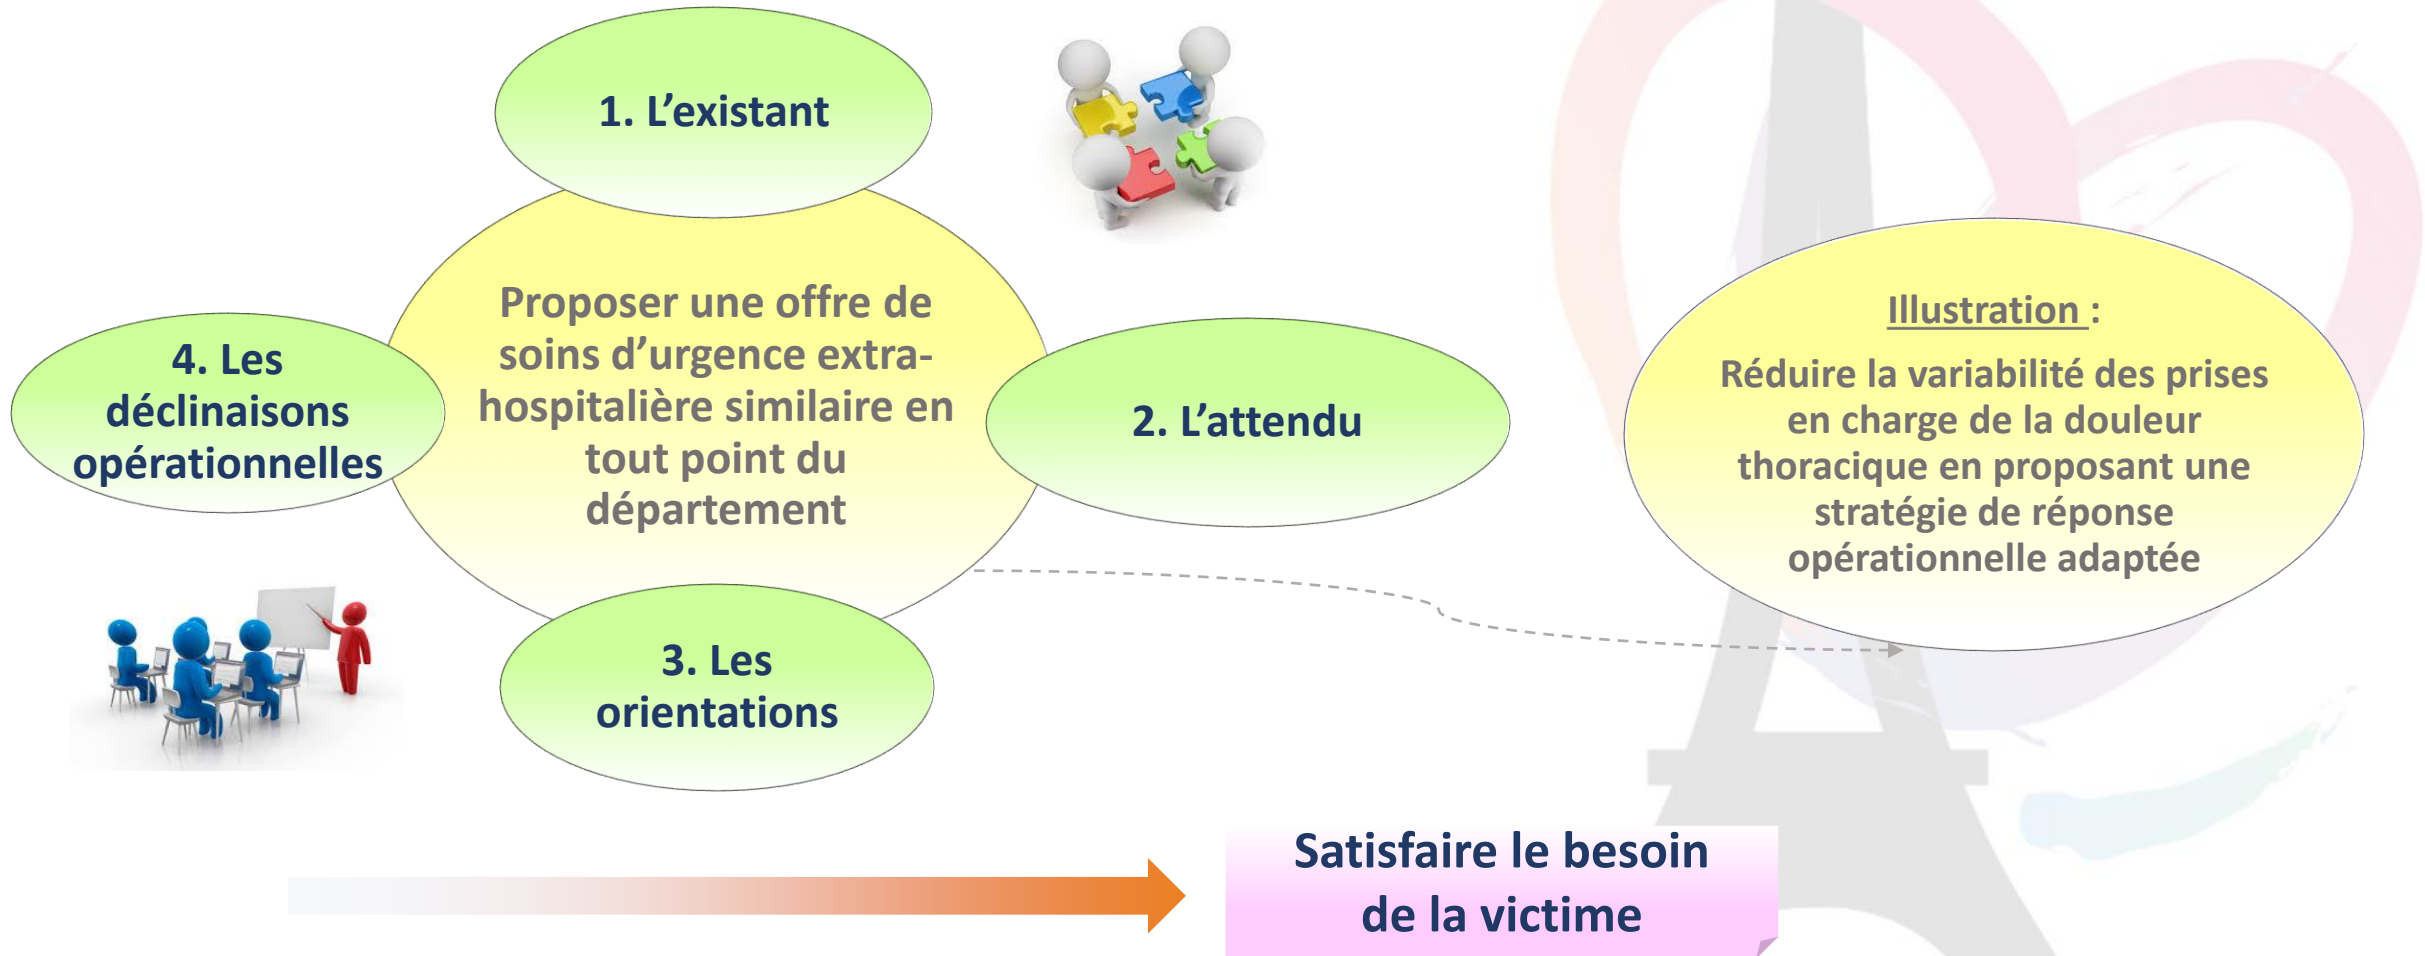 1. L’existant
Proposer une offre de
soins d’urgence extra-
hospitalière similaire en
tout point du
département
2. L’attendu
3. Les
orientations
4. Les
déclinaisons
opérationnelles
Illustration :
Réduire la variabilité des prises
en charge de la douleur
thoracique en proposant une
stratégie de réponse
opérationnelle adaptée
Satisfaire le besoin
de la victime